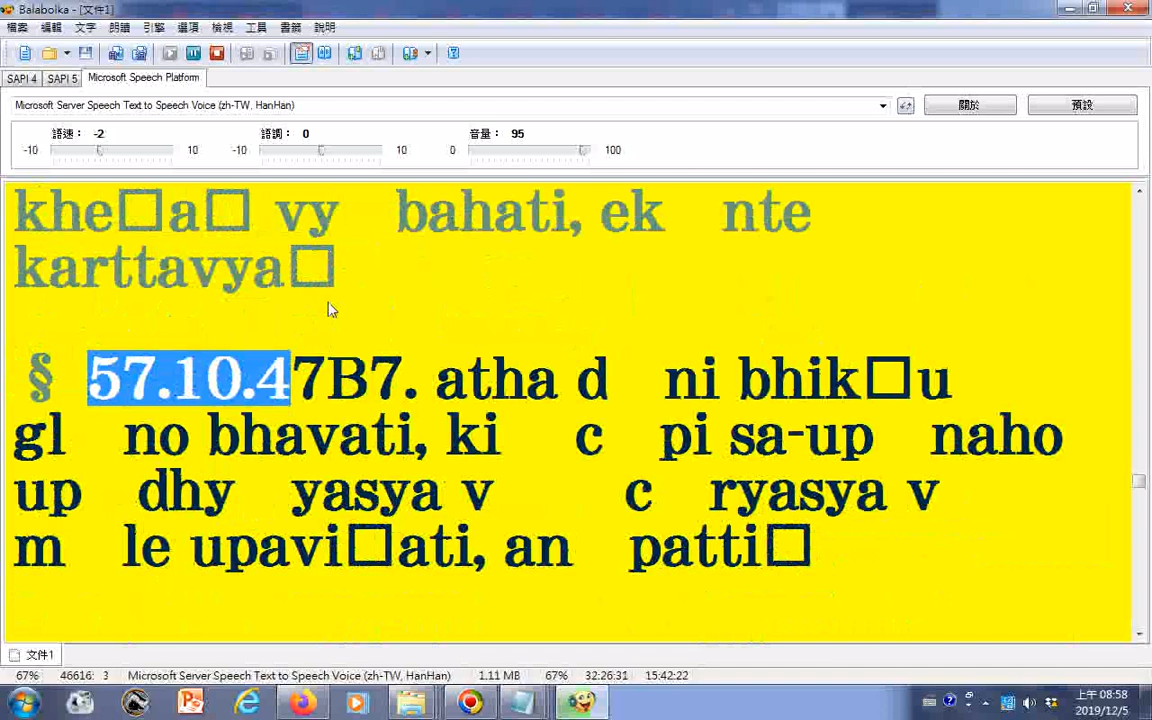 Balabolka - [文件1]
檔案 編輯 文字 朗讀 引擎 選項 檢視 工具 書籤 說明
SAPI 4 SAPI 5 Microsoft Speech Platform
Microsoft Server Speech Text to Speech Voice (zh-TW, HanHan) 關於 預設
語速： -2 語調： 0 音量： 95
-10 10 -10 10 0 100
khe□a□ vy bahati, ek nte
karttavya□
§ 57.10.47B7. atha d ni bhik□u
gl no bhavati, ki c pi sa-up naho
up dhy yasya v c ryasya v
m le upavi□ati, an patti□
文件1
67% 46616: 3 Microsoft Server Speech Text to Speech Voice (zh-TW, HanHan) 1.11 MB 67% 32:26:31 15:42:22
上午 08:58
2019/12/5